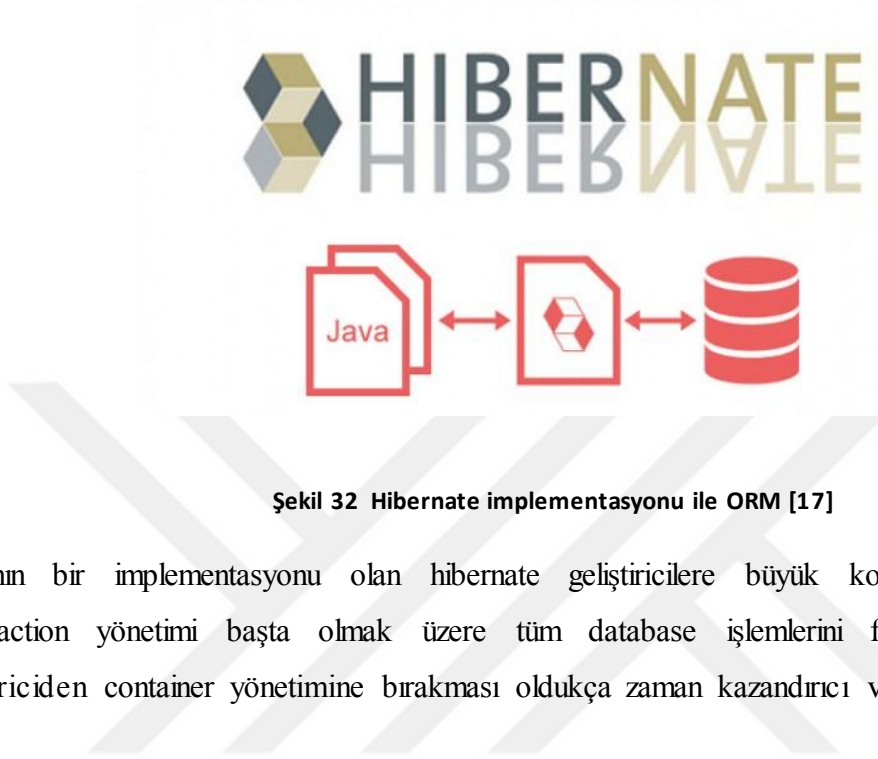 HIBERNATE
Java
Şekil 32 Hibernate implementasyonu ile ORM [17]
bir implementasyonu olan hibernate geliştiricilere büyük
yönetimi başta olmak üzere tüm database işlemlerini
container yönetimine bırakması oldukça zaman kazandırıcı